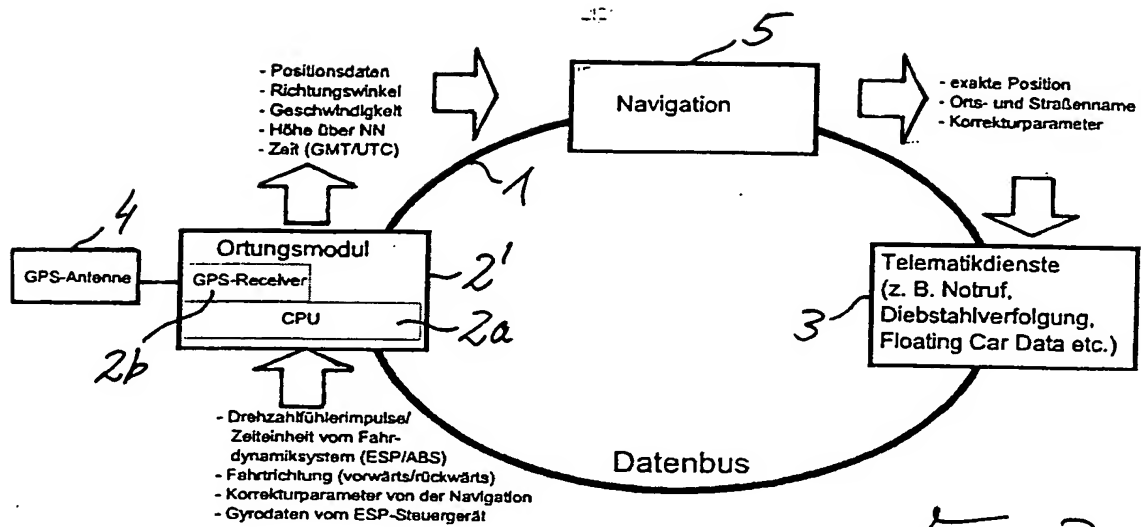 5
- Positionsdaten
- Richtungswinkel
- Geschwindigkeit
- Höhe über NN
- Zeit (GMT/UTC)
Navigation
- exakte Position
- Orts- und Straßenname
- Korrekturparameter
1
4
GPS-Antenne
Ortungsmodul
GPS-Receiver
CPU
2'
2a
2b
3
Telematikdienste
(z. B. Notruf,
Diebstahlverfolgung,
Floating Car Data etc.)
- Drehzahlfühlerimpulse/
Zeiteinheit vom Fahr-
dynamiksystem (ESP/ABS)
- Fahrtrichtung (vorwärts/rückwärts)
- Korrekturparameter von der Navigation
- Gyrodaten vom ESP-Steuergerät
Datenbus